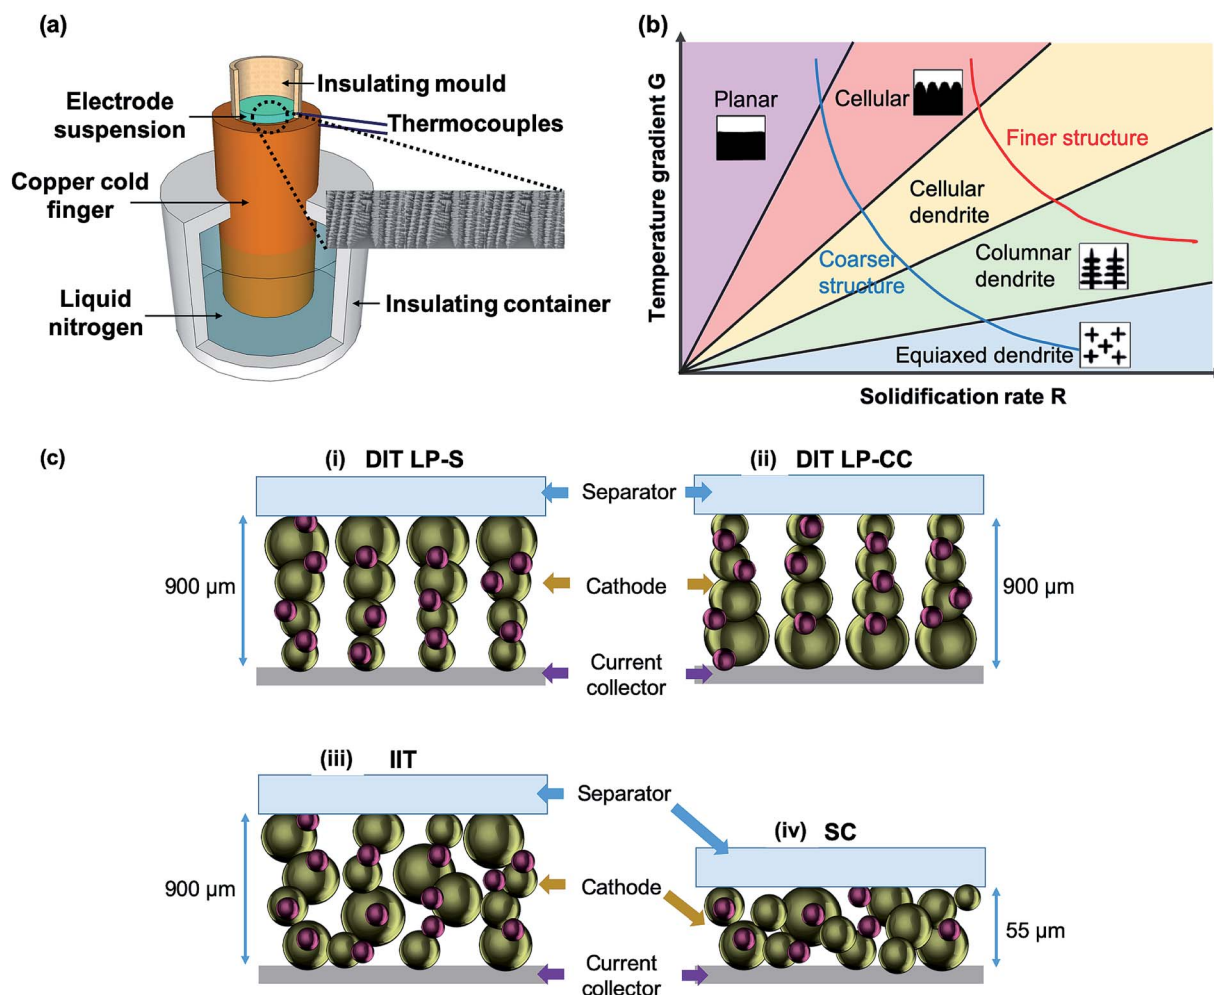 (a)
Insulating mould
Electrode
suspension
Thermocouples
Copper cold
finger
Liquid
nitrogen
Insulating container
(b)
Temperature gradient G
Planar
Cellular
Finer structure
Cellular
dendrite
Coarser
structure
Columnar
dendrite
Equiaxed dendrite
Solidification rate R
(c)
(i) DIT LP-S
(ii) DIT LP-CC
Separator
900 µm
Cathode
900 µm
Current
collector
(iii) IIT
Separator
(iv) SC
900 µm
Cathode
55 µm
Current
collector